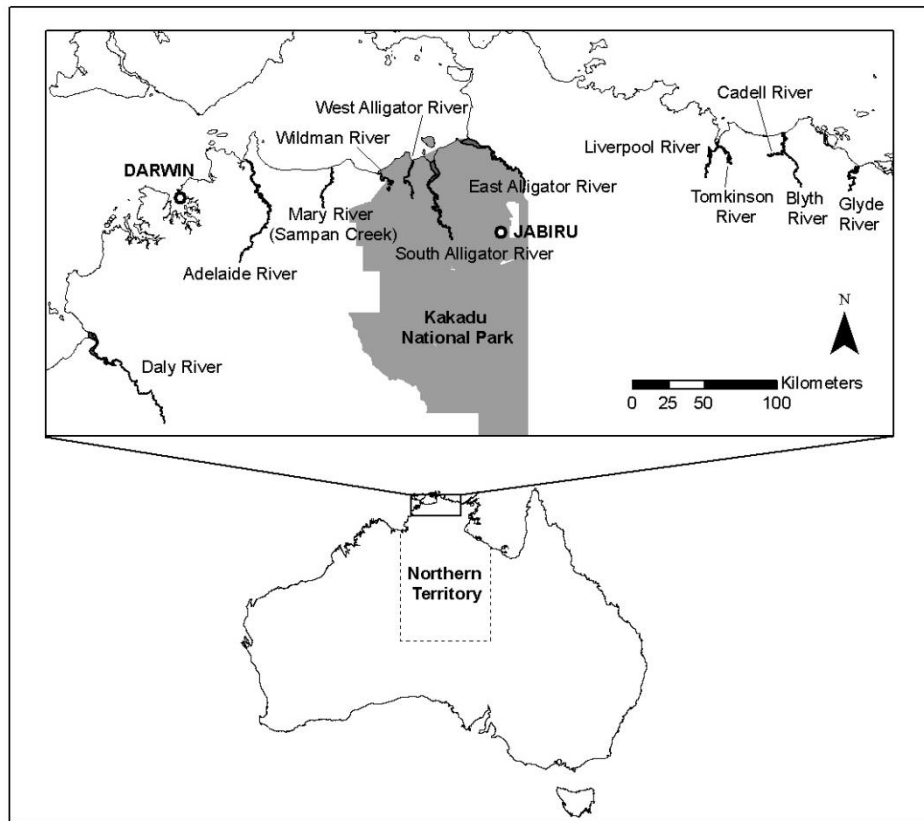 West Alligator River
Cadell River
Wildman River
Liverpool River
DARWIN
East Alligator River
Tomkinson
River
Blyth
River
Glyde
River
Mary River
(Sampan Creek)
JABIRU
South Alligator River
Adelaide River
N
Kakadu
National Park
Daly River
Kilometers
0 25 50 100
Northern
Territory